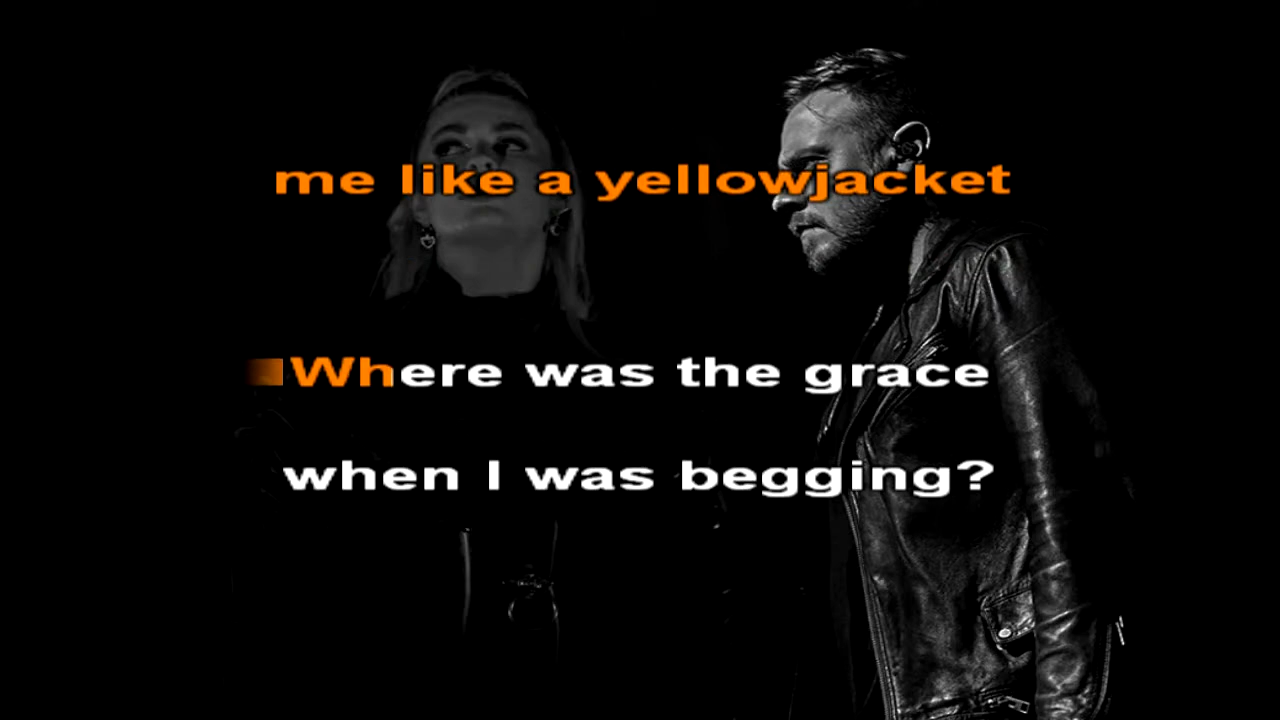 me like a yellowjacket
Where was the grace
when I was begging?